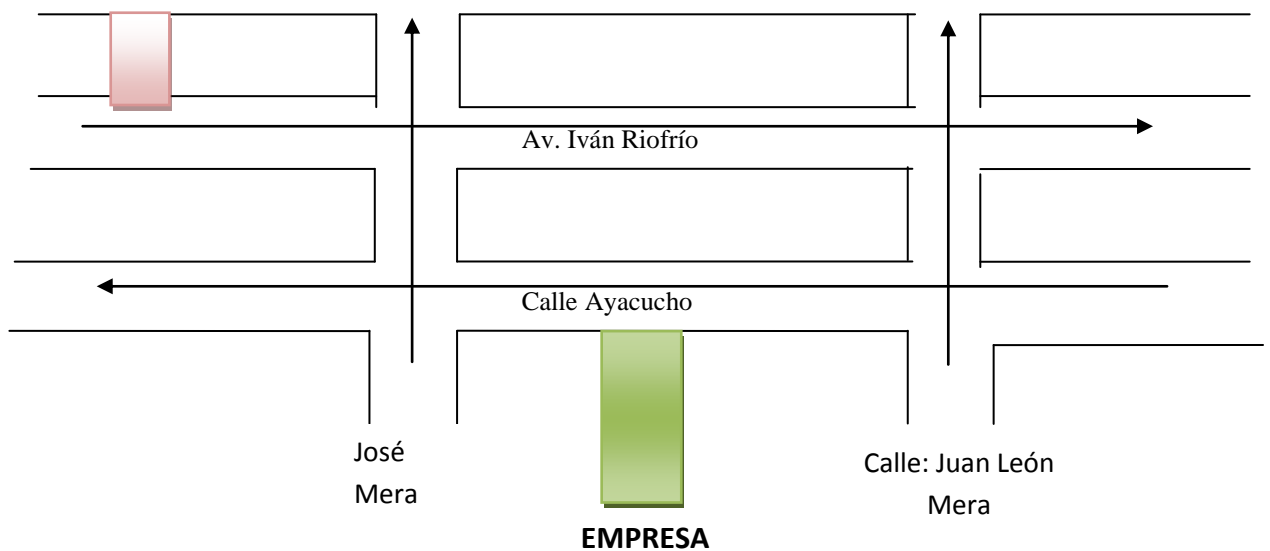 Av. Iván Riofrío
Calle Ayacucho
José
Mera
Calle: Juan León
Mera
EMPRESA